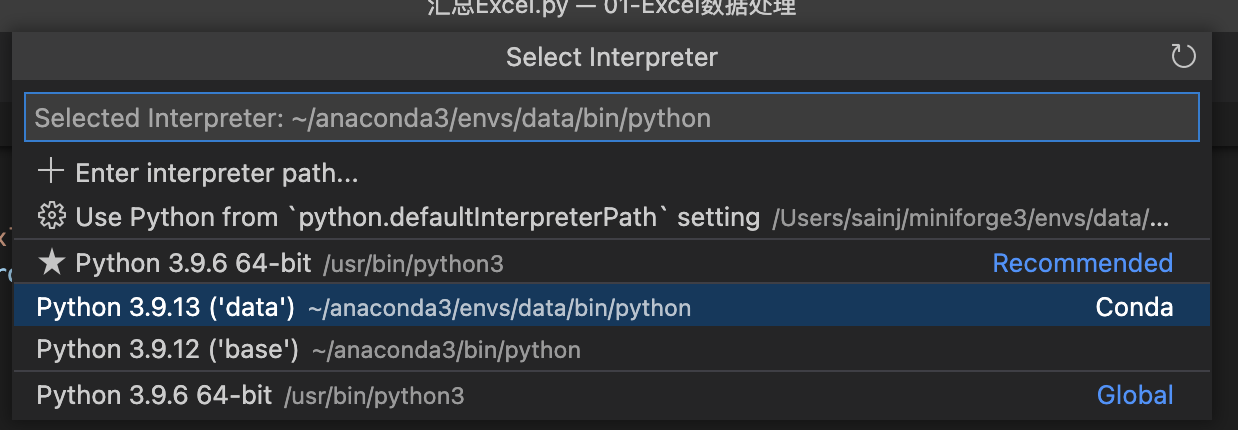 汇总Excel.py — 01-Excel数据处理
Select Interpreter
Selected Interpreter: ~/anaconda3/envs/data/bin/python
Enter interpreter path...
Use Python from `python.defaultInterpreterPath` setting /Users/sainj/miniforge3/envs/data/...
Python 3.9.6 64-bit /usr/bin/python3 Recommended
Python 3.9.13 ('data') ~/anaconda3/envs/data/bin/python Conda
Python 3.9.12 ('base') ~/anaconda3/bin/python
Python 3.9.6 64-bit /usr/bin/python3 Global